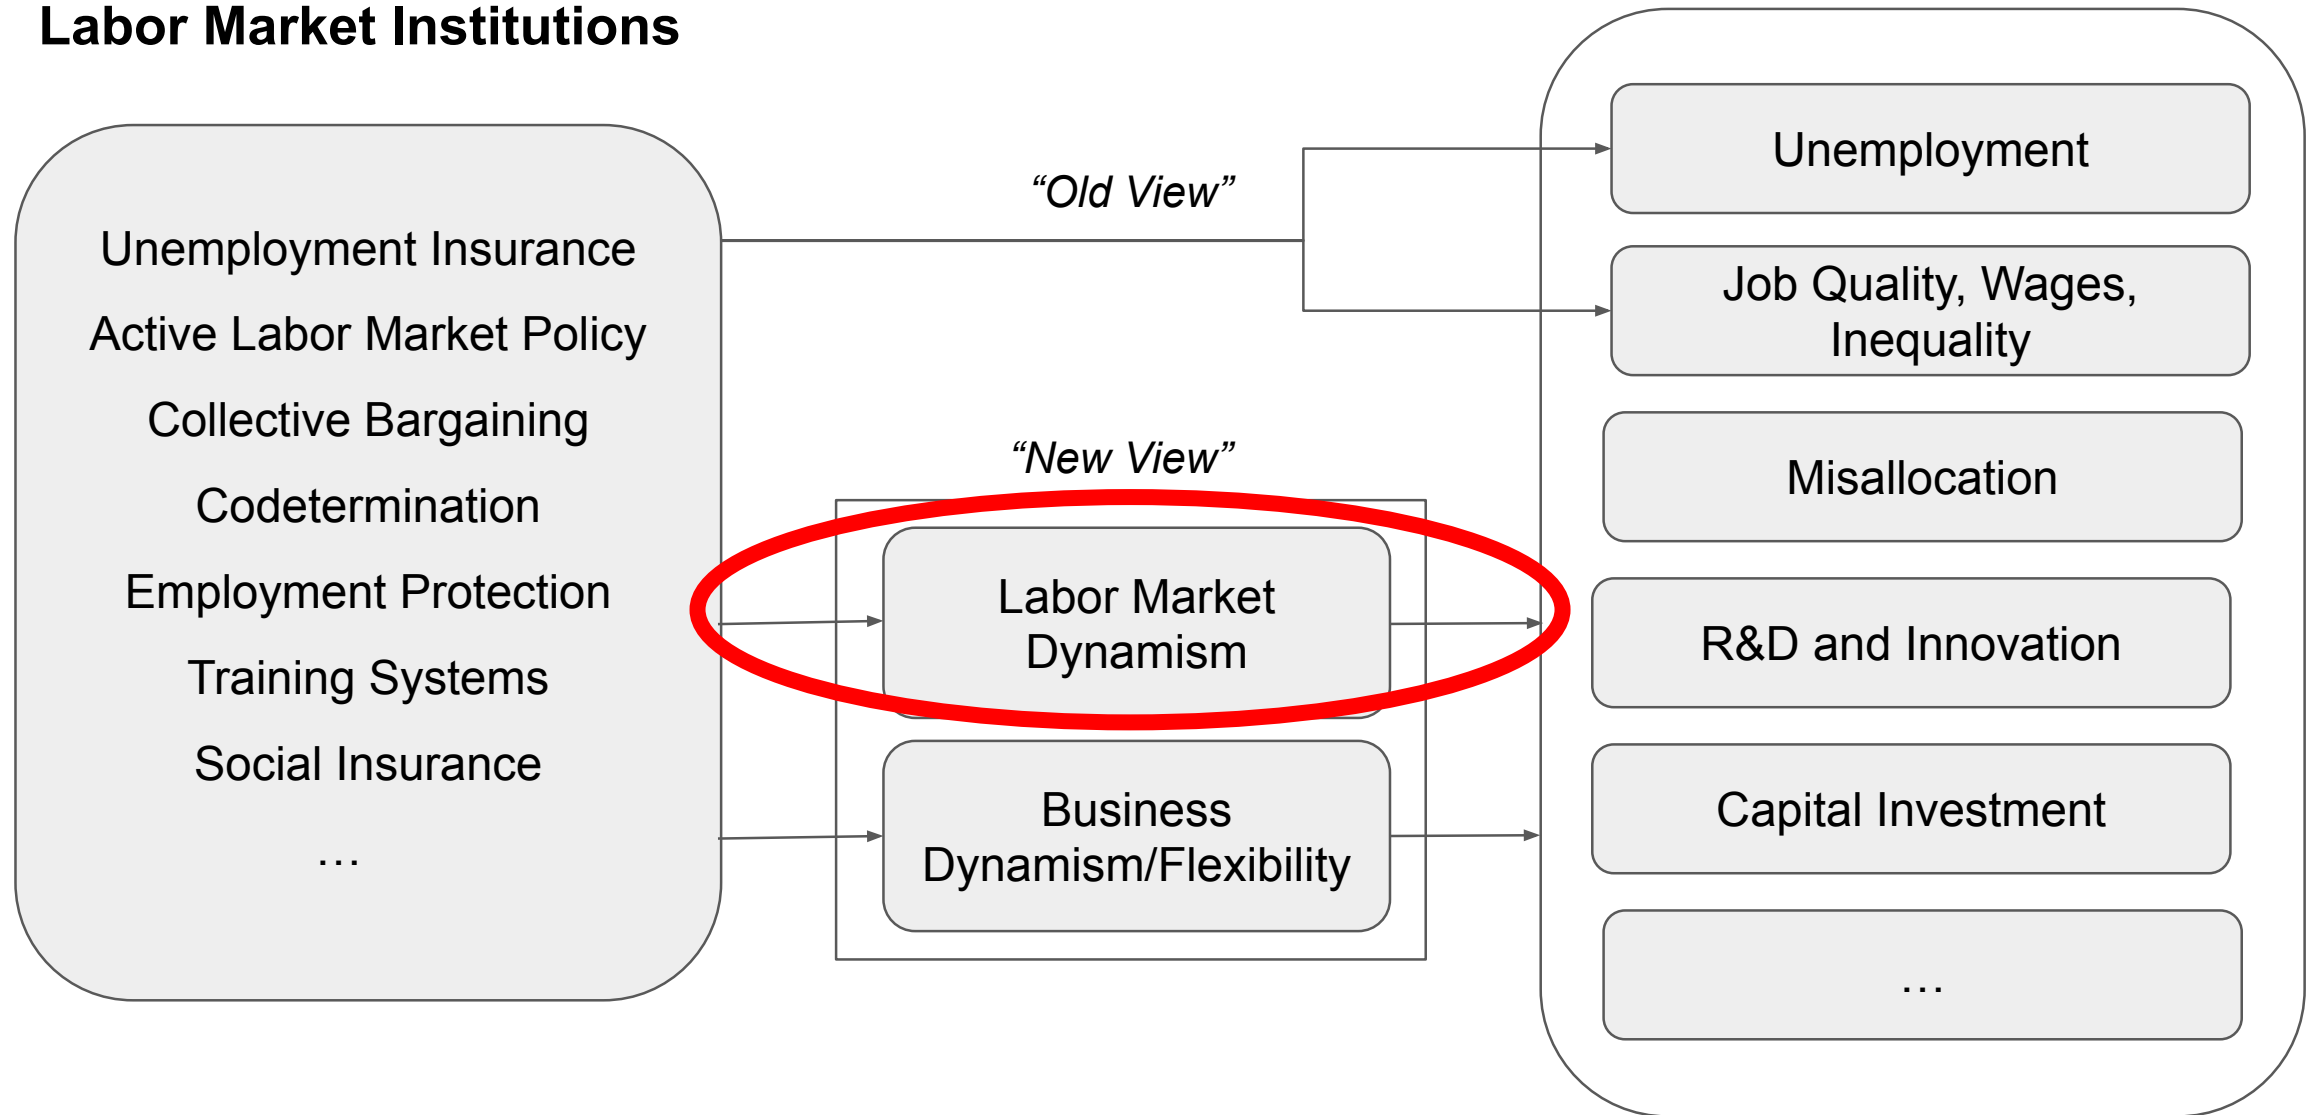 Labor Market Institutions
Unemployment Insurance
Active Labor Market Policy
Collective Bargaining
Codetermination
Employment Protection
Training Systems
Social Insurance
…
“Old View”
“New View”
Labor Market
Dynamism
Business
Dynamism/Flexibility
Unemployment
Job Quality, Wages,
Inequality
Misallocation
R&D and Innovation
Capital Investment
…